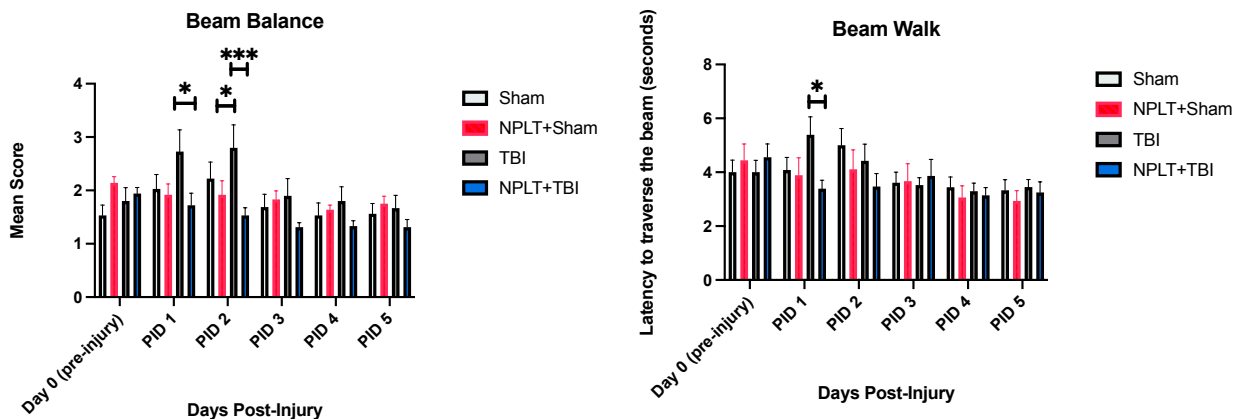 Beam Balance
***
*
*
4
3
2
1
0
Mean Score
Day 0 (pre-injury)
PID 1
PID 2
PID 3
PID 4
PID 5
Days Post-Injury
Sham
NPLT+Sham
TBI
NPLT+TBI
Beam Walk
*
8
6
4
2
0
Latency to traverse the beam (seconds)
Day 0 (pre-injury)
PID 1
PID 2
PID 3
PID 4
PID 5
Days Post-Injury
Sham
NPLT+Sham
TBI
NPLT+TBI